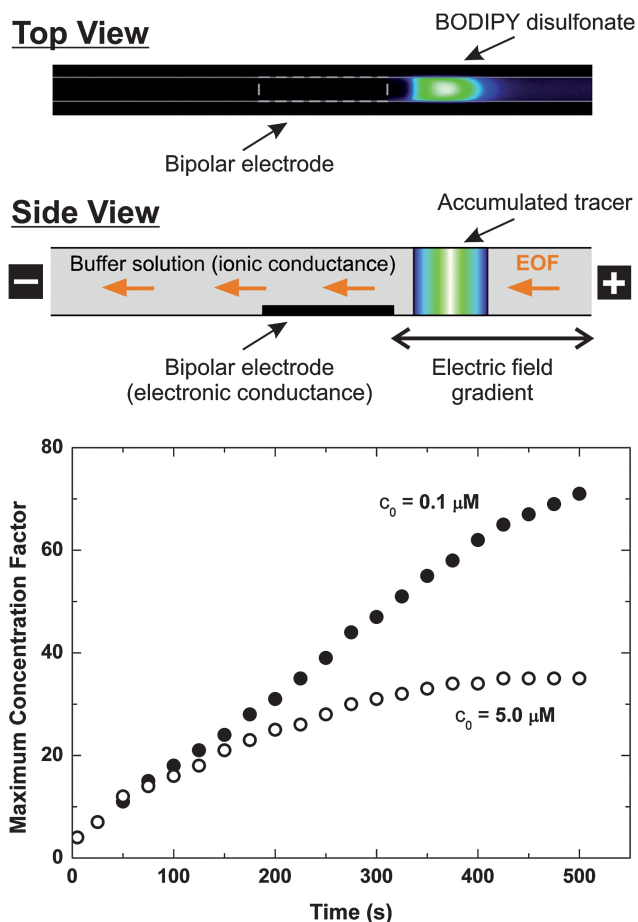 Top View
BODIPY disulfonate
Bipolar electrode
Side View
Accumulated tracer
Buffer solution (ionic conductance)
EOF
−
+
Bipolar electrode
(electronic conductance)
Electric field
gradient
80
60
40
20
0
Maximum Concentration Factor
c₀ = 0.1 µM
c₀ = 5.0 µM
0
100
200
300
400
500
Time (s)